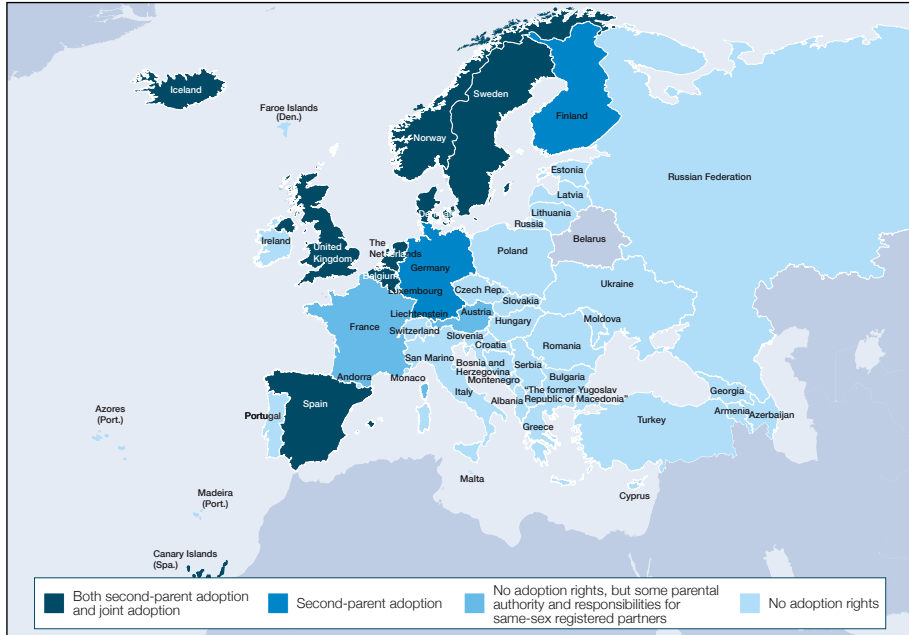 Iceland
Faroe Islands
(Den.)
Sweden
Norway
Finland
Estonia
Latvia
Lithuania
Russia
Russian Federation
Denmark
Ireland
United
Kingdom
The
Netherlands
Belgium
Germany
Luxembourg
Poland
Belarus
Ukraine
Czech Rep.
Slovakia
Liechtenstein
Austria
Hungary
Moldova
France
Switzerland
Slovenia
Croatia
Romania
San Marino
Bosnia and
Herzegovina
Serbia
Andorra
Monaco
Montenegro
Bulgaria
Italy
Albania
"The former Yugoslav
Republic of Macedonia"
Georgia
Armenia
Azerbaijan
Azores
(Port.)
Portugal
Spain
Greece
Turkey
Malta
Cyprus
Madeira
(Port.)
Canary Islands
(Spa.)
Both second-parent adoption
and joint adoption
Second-parent adoption
No adoption rights, but some parental
authority and responsibilities for
same-sex registered partners
No adoption rights